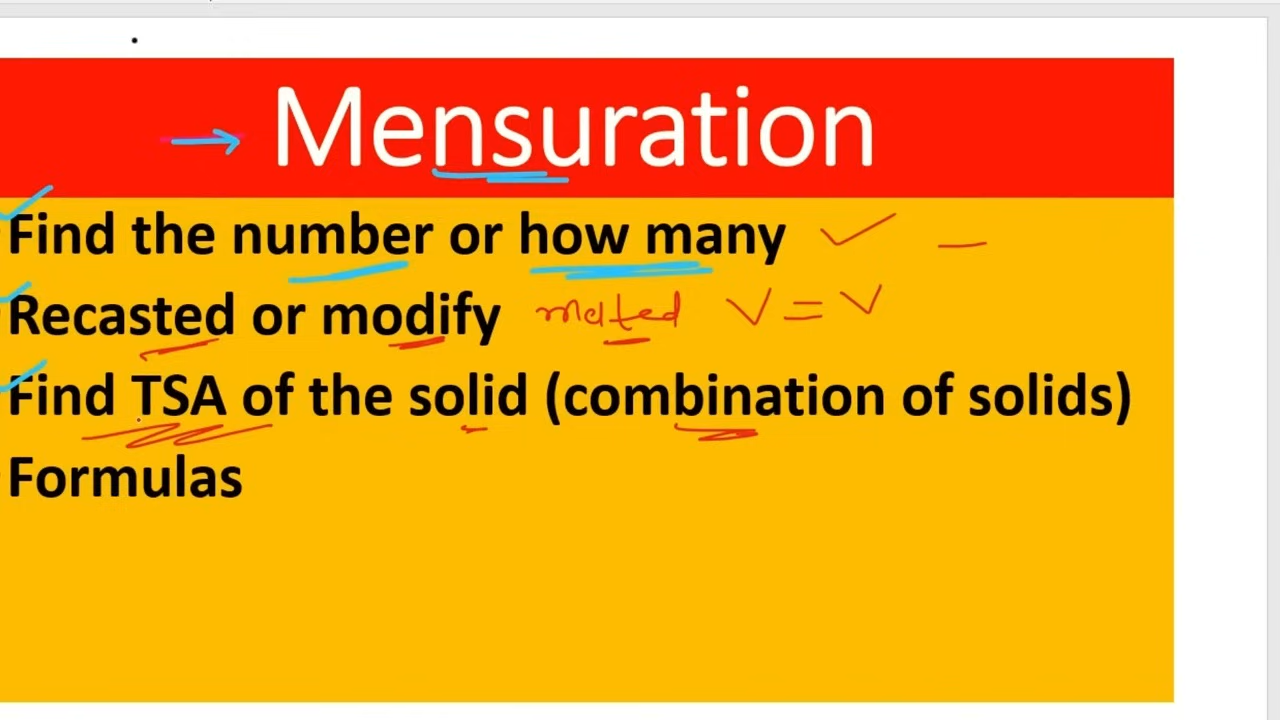 Mensuration
Find the number or how many
Recasted or modify melted V = V
Find TSA of the solid (combination of solids)
Formulas